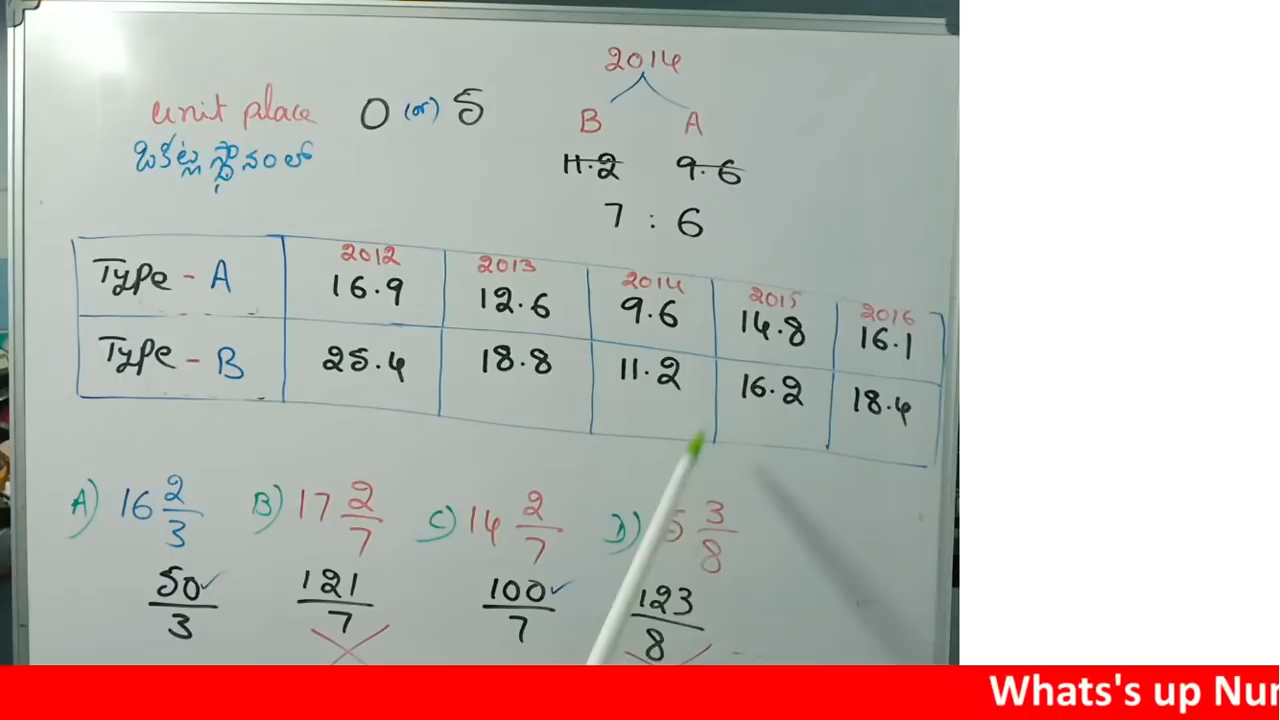 2014
unit place 0 (or) 5
ఒకట్ల స్థానంలో
B A
11.2 9.6
7 : 6
2012 2013 2014 2015 2016
Type - A 16.9 12.6 9.6 14.8 16.1
Type - B 25.4 18.8 11.2 16.2 18.4
A) 16 2/3 B) 17 2/7 C) 14 2/7 D) 5 3/8
50/3 121/7 100/7 123/8
Whats's up